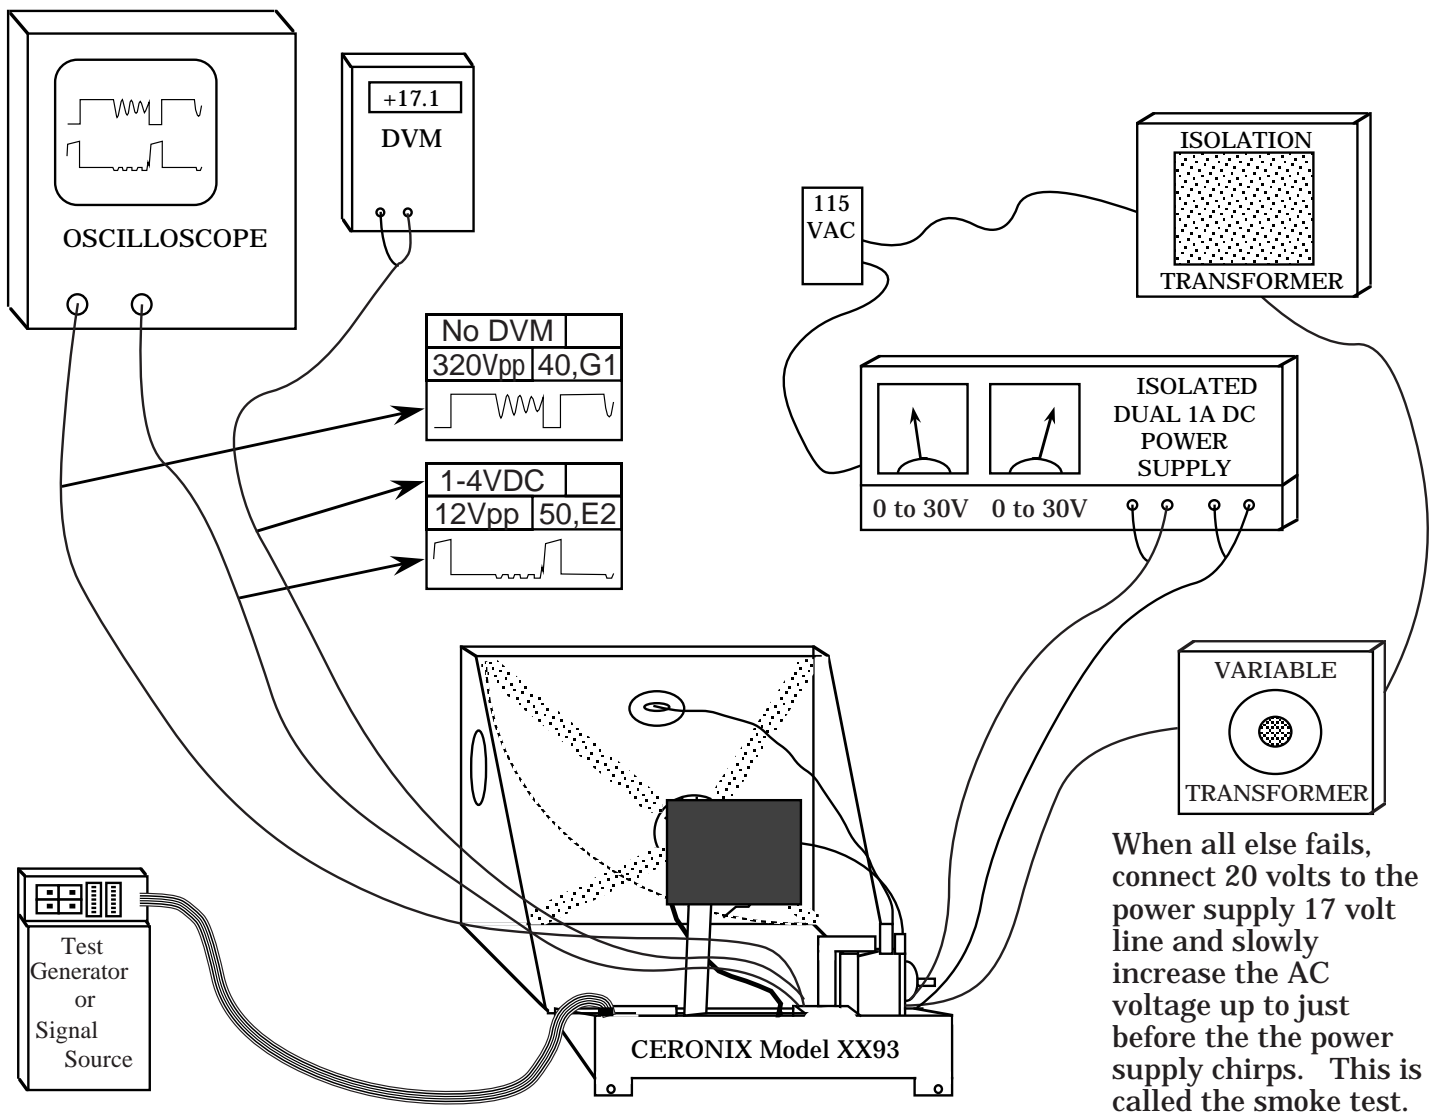 +17.1
DVM
OSCILLOSCOPE
ISOLATION
TRANSFORMER
115
VAC
No DVM
320Vpp 40,G1
1-4VDC
12Vpp 50,E2
ISOLATED
DUAL 1A DC
POWER
SUPPLY
0 to 30V 0 to 30V
VARIABLE
TRANSFORMER
When all else fails,
connect 20 volts to the
power supply 17 volt
line and slowly
increase the AC
voltage up to just
before the the power
supply chirps. This is
called the smoke test.
Test
Generator
or
Signal
Source
CERONIX Model XX93